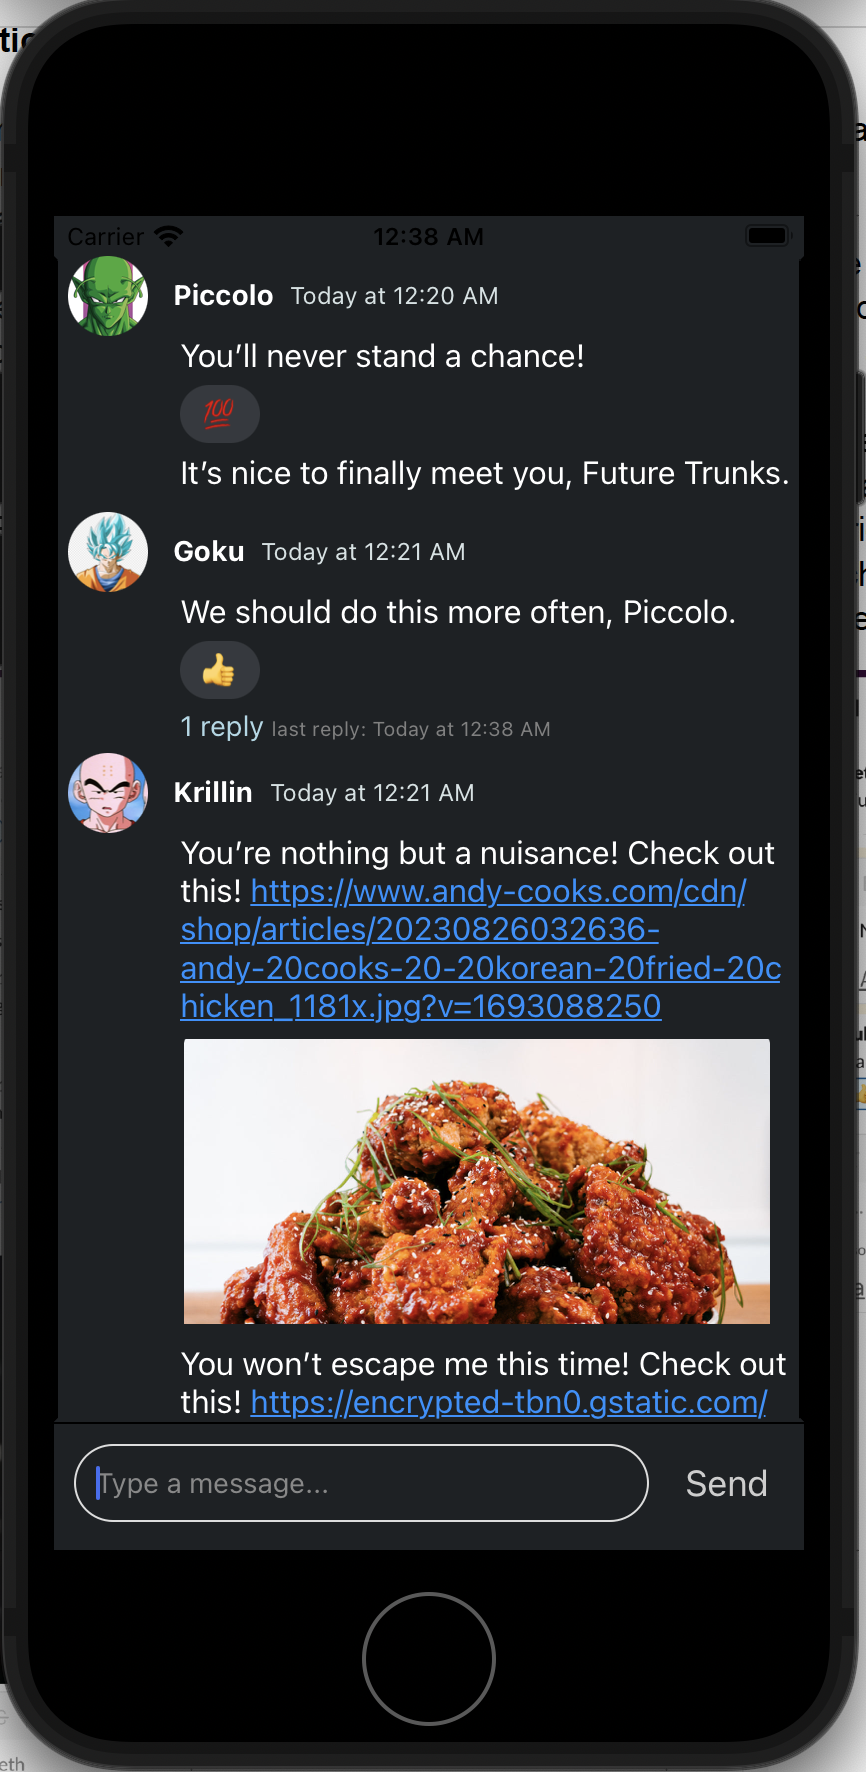 Carrier 12:38 AM
Piccolo Today at 12:20 AM
You’ll never stand a chance!
💯
It’s nice to finally meet you, Future Trunks.
Goku Today at 12:21 AM
We should do this more often, Piccolo.
👍
1 reply last reply: Today at 12:38 AM
Krillin Today at 12:21 AM
You’re nothing but a nuisance! Check out
this! https://www.andy-cooks.com/cdn/
shop/articles/20230826032636-
andy-20cooks-20-20korean-20fried-20c
hicken_1181x.jpg?v=1693088250
You won’t escape me this time! Check out
this! https://encrypted-tbn0.gstatic.com/
Type a message... Send